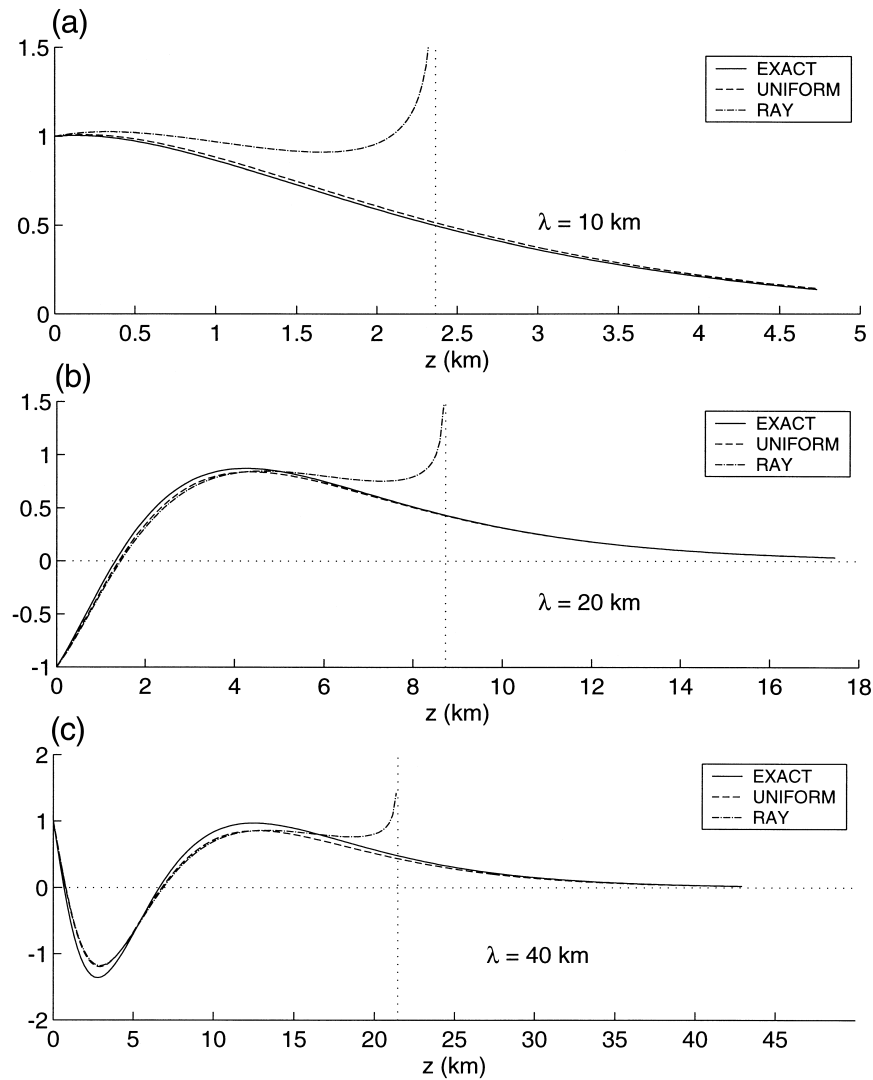 (a)
1.5
1
0.5
0
EXACT
UNIFORM
RAY
λ = 10 km
0 0.5 1 1.5 2 2.5 3 3.5 4 4.5 5
z (km)
(b)
1.5
1
0.5
0
-0.5
-1
EXACT
UNIFORM
RAY
λ = 20 km
0 2 4 6 8 10 12 14 16 18
z (km)
(c)
2
1
0
-1
-2
EXACT
UNIFORM
RAY
λ = 40 km
0 5 10 15 20 25 30 35 40 45
z (km)